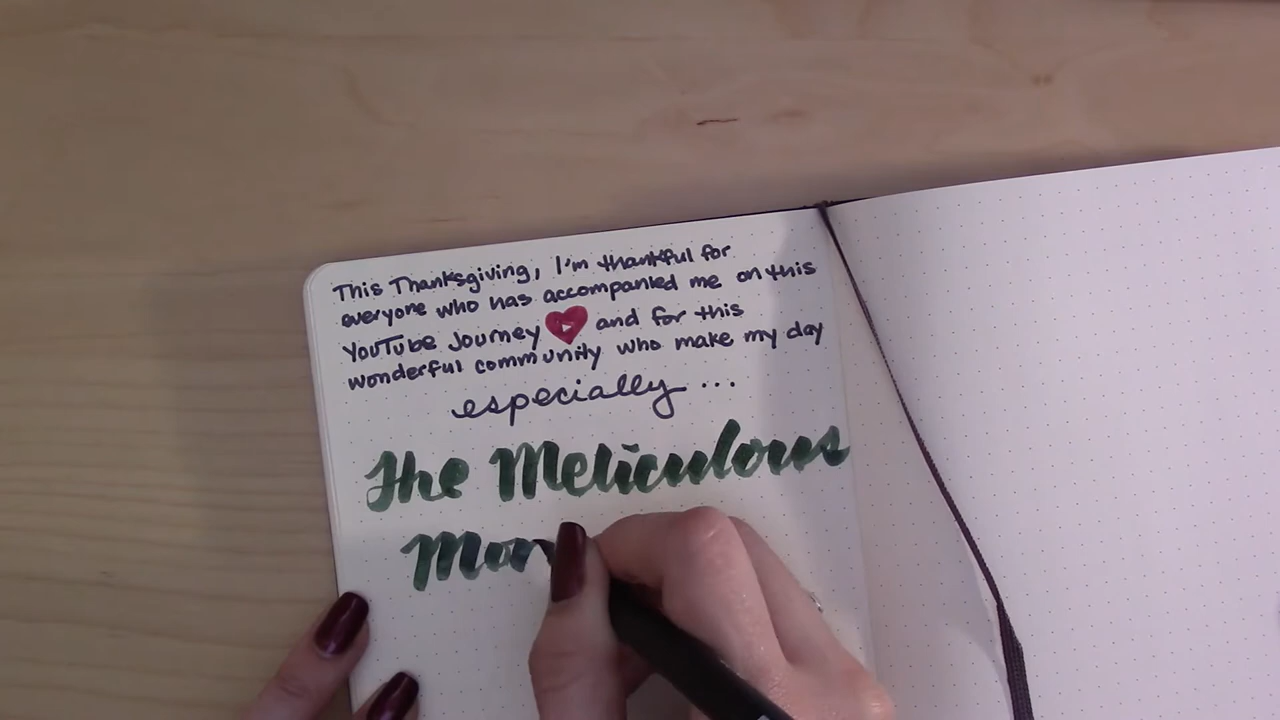 This Thanksgiving, I'm thankful for
everyone who has accompanied me on this
YouTube Journey and for this
wonderful community who make my day
especially ...
The Meticulous
Mon